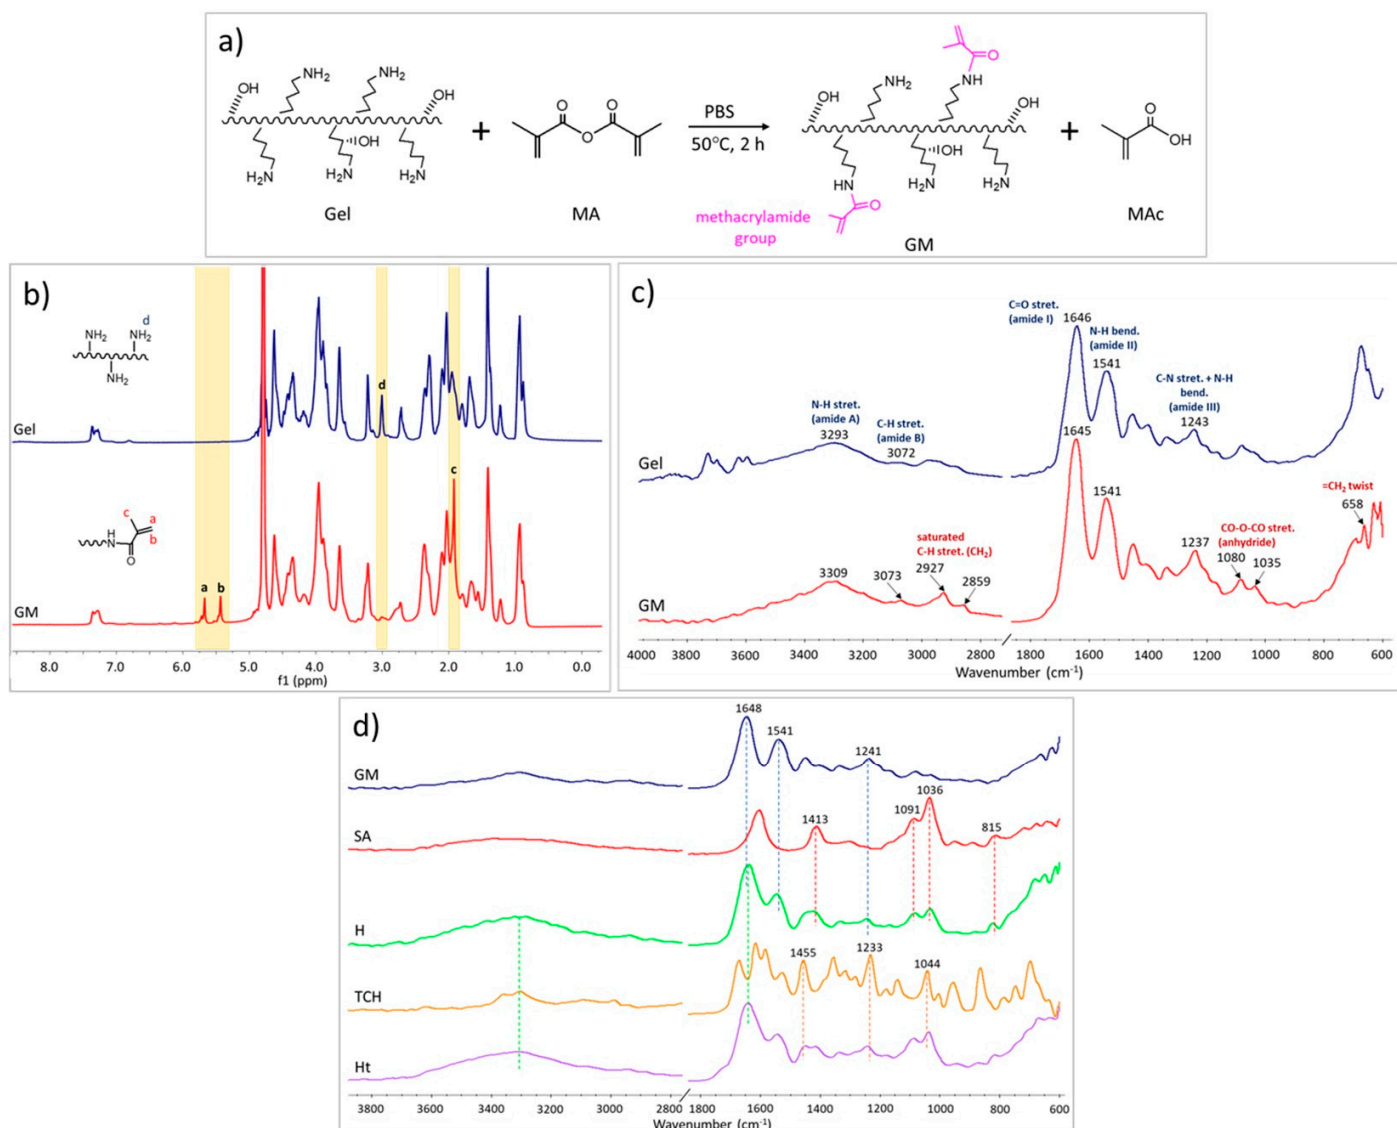 a)
OH
NH2
NH2
OH
OH
H2N
H2N
H2N
Gel
+
O
O
O
MA
PBS
50°C, 2 h
methacrylamide
group
OH
NH2
NH
O
OH
OH
HN
O
H2N
H2N
GM
+
O
OH
MAc
b)
d
NH2
NH2
NH2
Gel
d
c
a
H
N
b
O
GM
a
b
c
8.0 7.0 6.0 5.0 4.0 3.0 2.0 1.0 0.0
f1 (ppm)
c)
C=O stret.
(amide I)
1646
N-H bend.
(amide II)
1541
C-N stret. + N-H
bend.
(amide III)
1243
N-H stret.
(amide A)
3293
C-H stret.
(amide B)
3072
Gel
1645
1541
1237
CO-O-CO stret.
(anhydride)
1080
1035
=CH2 twist
658
saturated
C-H stret. (CH2)
2927
2859
3309
3073
GM
4000 3800 3600 3400 3200 3000 2800 1800 1600 1400 1200 1000 800 600
Wavenumber (cm-1)
d)
GM
1648
1541
1241
SA
1413
1091
1036
815
H
TCH
1455
1233
1044
Ht
3800 3600 3400 3200 3000 2800 1800 1600 1400 1200 1000 800 600
Wavenumber (cm-1)